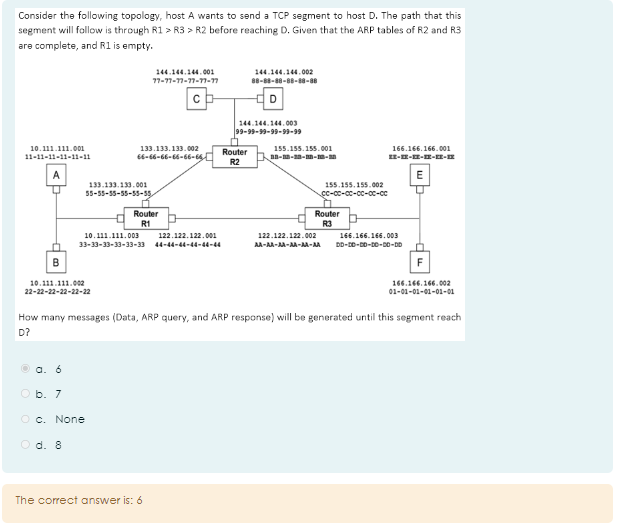 Consider the following topology, host A wants to send a TCP segment to host D. The path that this
segment will follow is through R1 > R3 > R2 before reaching D. Given that the ARP tables of R2 and R3
are complete, and R1 is empty.
144.144.144.001
77-77-77-77-77-77
144.144.144.002
88-88-88-88-88-88
C
D
144.144.144.003
99-99-99-99-99-99
10.111.111.001
11-11-11-11-11-11
133.133.133.002
66-66-66-66-66-66
Router
R2
155.155.155.001
BB-BB-BB-BB-BB-BB
166.166.166.001
EE-EE-EE-EE-EE-EE
A
E
133.133.133.001
55-55-55-55-55-55
155.155.155.002
CC-CC-CC-CC-CC-CC
Router
R1
Router
R3
10.111.111.003
33-33-33-33-33-33
122.122.122.001
44-44-44-44-44-44
122.122.122.002
AA-AA-AA-AA-AA-AA
166.166.166.003
DD-DD-DD-DD-DD-DD
B
F
10.111.111.002
22-22-22-22-22-22
166.166.166.002
01-01-01-01-01-01
How many messages (Data, ARP query, and ARP response) will be generated until this segment reach
D?
a. 6
b. 7
c. None
d. 8
The correct answer is: 6